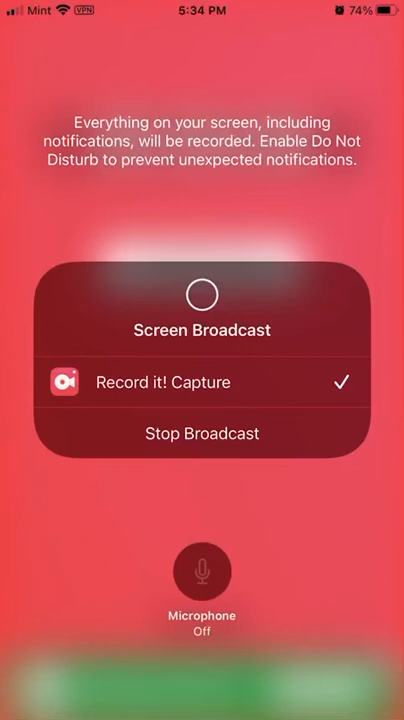 Mint VPN 5:34 PM 74%
Everything on your screen, including
notifications, will be recorded. Enable Do Not
Disturb to prevent unexpected notifications.
Screen Broadcast
Record it! Capture
Stop Broadcast
Microphone
Off